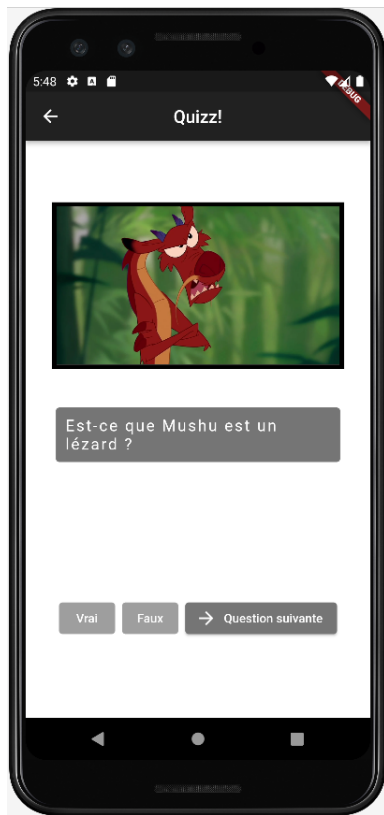 5:48
DEBUG
Quizz!
Est-ce que Mushu est un
lézard ?
Vrai
Faux
Question suivante